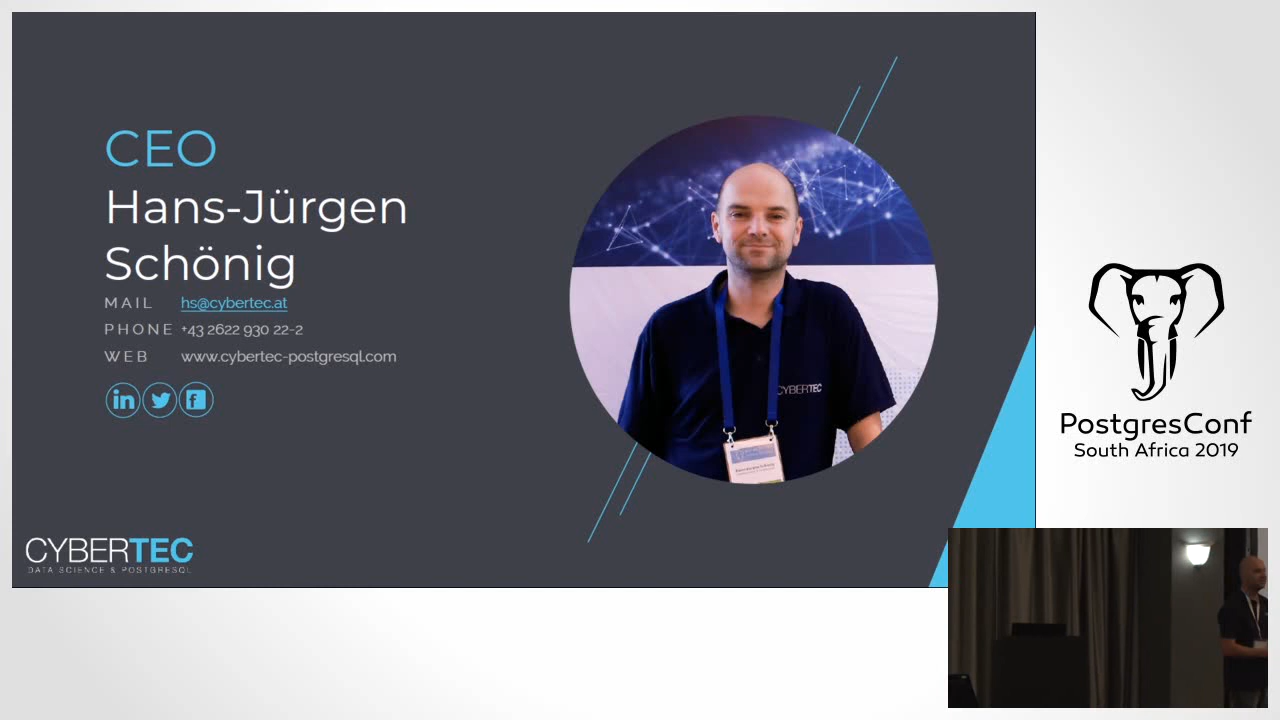 CEO
Hans-Jürgen
Schönig
MAIL hs@cybertec.at
PHONE +43 2622 930 22-2
WEB www.cybertec-postgresql.com
in f
CYBERTEC
CYBERTEC
DATA SCIENCE & POSTGRESQL
PostgresConf
South Africa 2019